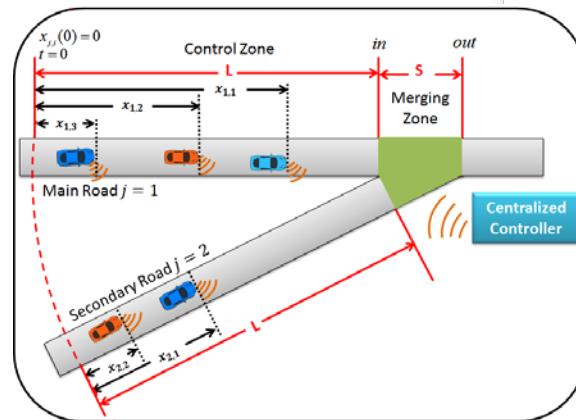 x_{j,i}(0)=0
t=0
Control Zone
in
out
L
S
Merging Zone
x_{1,1}
x_{1,2}
x_{1,3}
Main Road j = 1
Centralized Controller
Secondary Road j = 2
L
x_{2,2}
x_{2,1}